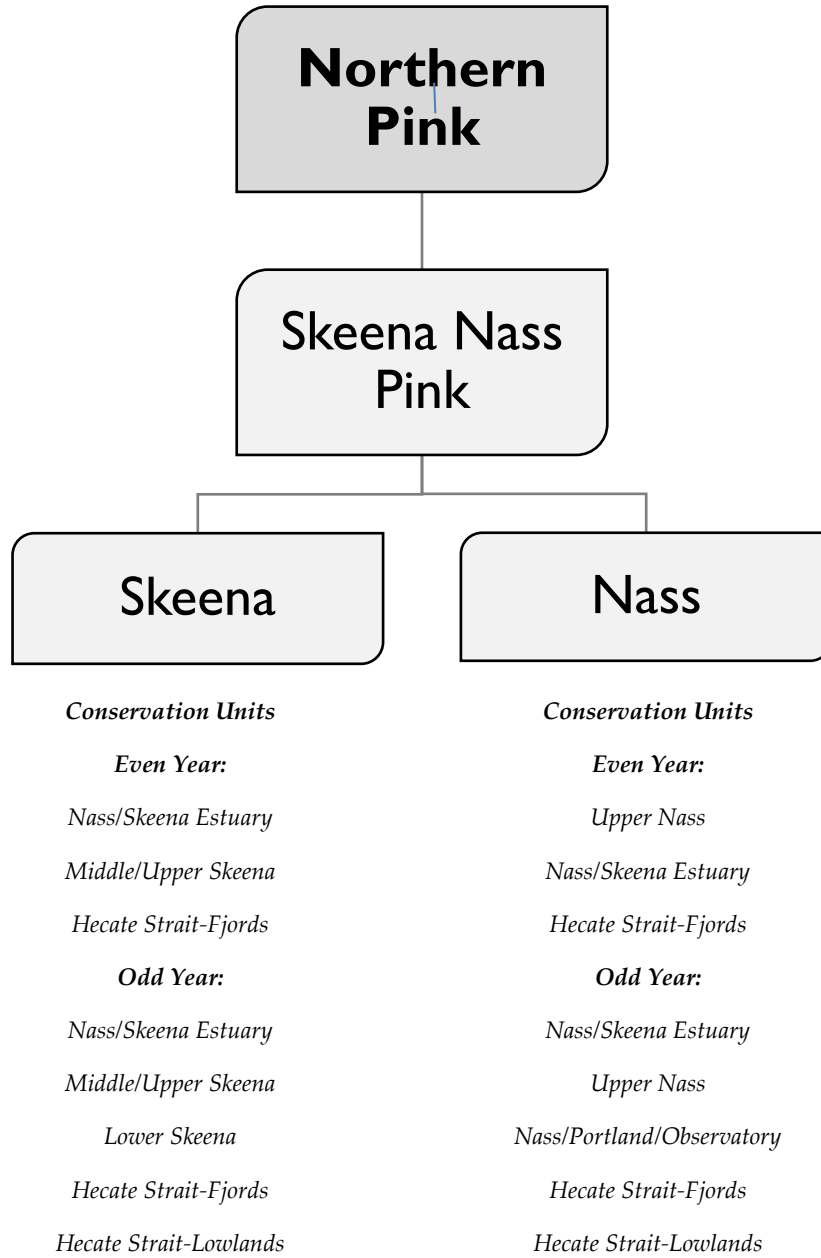 Northern
Pink
Skeena Nass
Pink
Skeena
Conservation Units
Even Year:
Nass/Skeena Estuary
Middle/Upper Skeena
Hecate Strait-Fjords
Odd Year:
Nass/Skeena Estuary
Middle/Upper Skeena
Lower Skeena
Hecate Strait-Fjords
Hecate Strait-Lowlands
Nass
Conservation Units
Even Year:
Upper Nass
Nass/Skeena Estuary
Hecate Strait-Fjords
Odd Year:
Nass/Skeena Estuary
Upper Nass
Nass/Portland/Observatory
Hecate Strait-Fjords
Hecate Strait-Lowlands